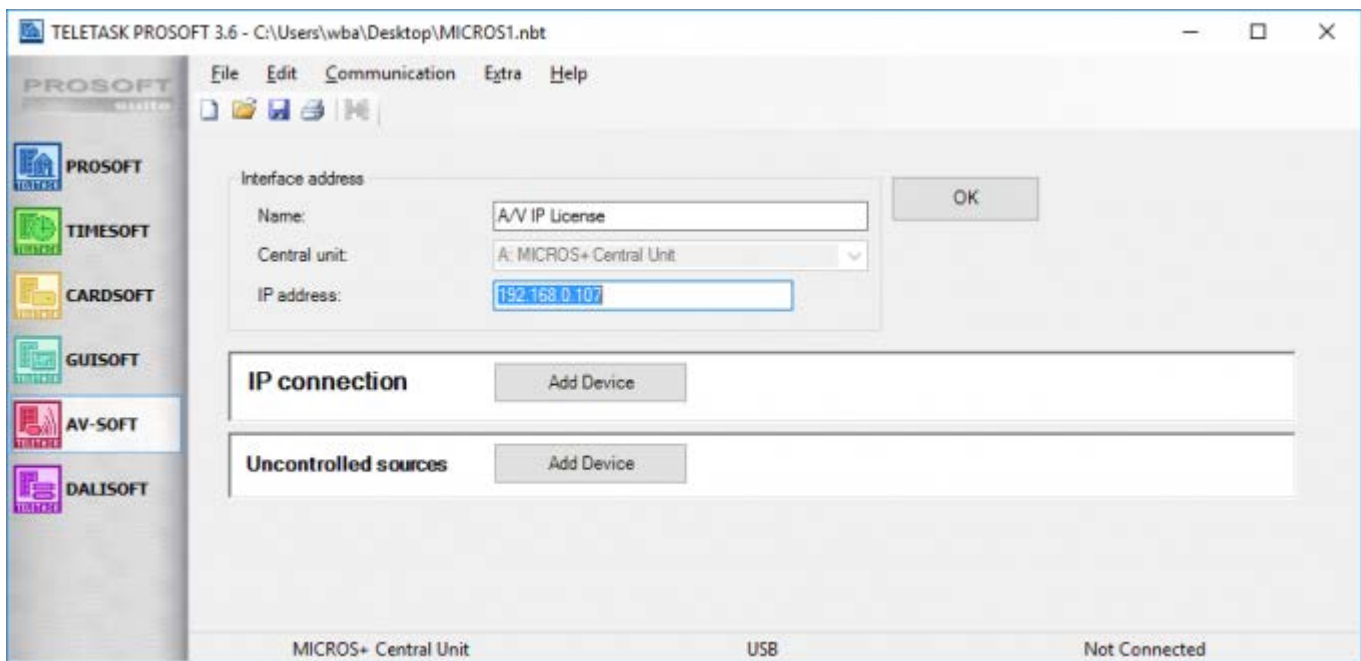 TELETASK PROSOFT 3.6 - C:\Users\wba\Desktop\MICROS1.nbt
PROSOFT
suite
File Edit Communication Extra Help
PROSOFT
TIMESOFT
CARDSOFT
GUISOFT
AV-SOFT
DALISOFT
Interface address
Name: A/V IP License
OK
Central unit: A: MICROS+ Central Unit
IP address: 192.168.0.107
IP connection Add Device
Uncontrolled sources Add Device
MICROS+ Central Unit USB Not Connected